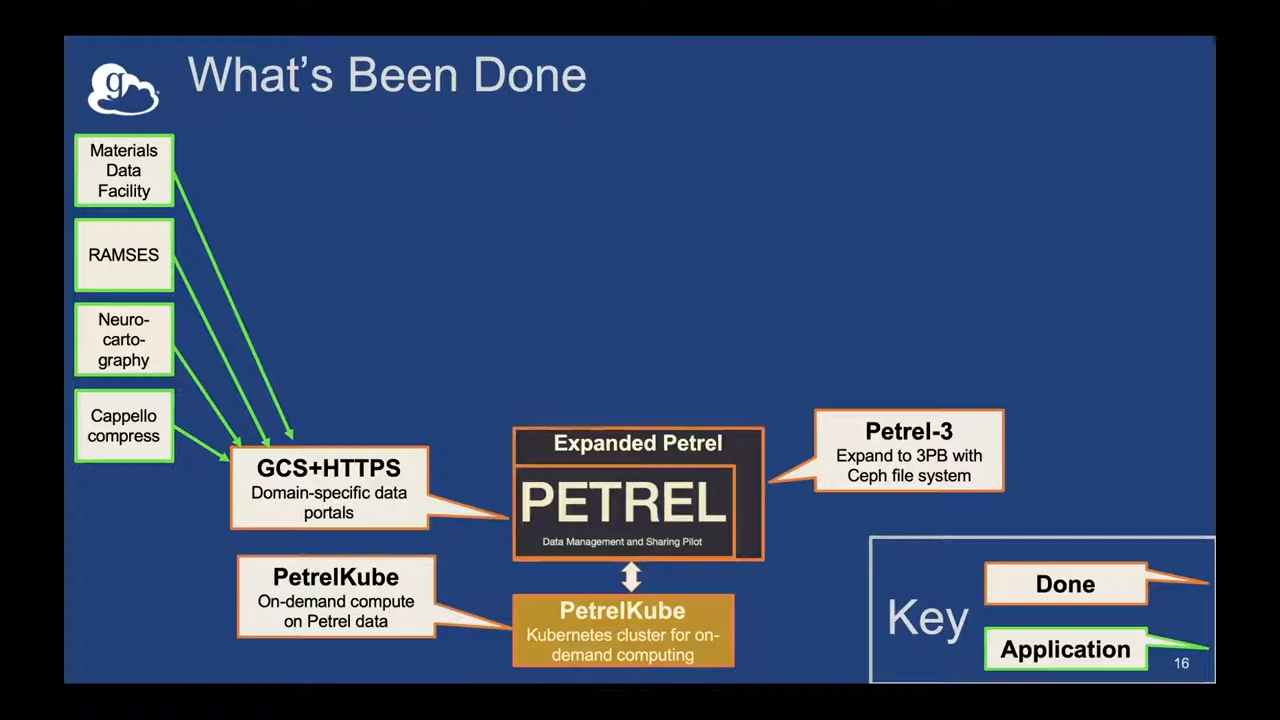 What's Been Done
g
Materials
Data
Facility
RAMSES
Neuro-
carto-
graphy
Cappello
compress
GCS+HTTPS
Domain-specific data
portals
PetrelKube
On-demand compute
on Petrel data
Expanded Petrel
PETREL
Data Management and Sharing Pilot
PetrelKube
Kubernetes cluster for on-
demand computing
Petrel-3
Expand to 3PB with
Ceph file system
Key
Done
Application
16